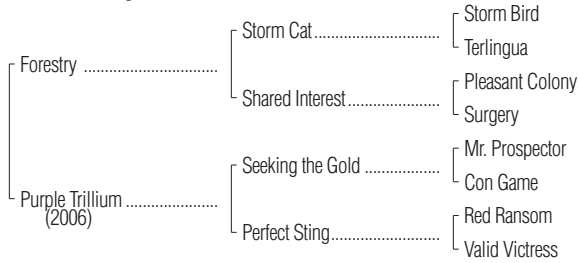 Storm Bird
Storm Cat..............................
Terlingua
Forestry ................................
Pleasant Colony
Shared Interest......................
Surgery
Mr. Prospector
Seeking the Gold ..................
Con Game
Purple Trillium ......................
(2006)
Red Ransom
Perfect Sting..........................
Valid Victress